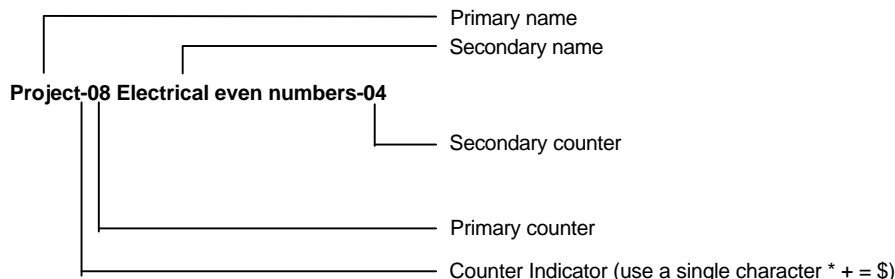 Primary name
Secondary name
Project-08 Electrical even numbers-04
Secondary counter
Primary counter
Counter Indicator (use a single character * + = $)